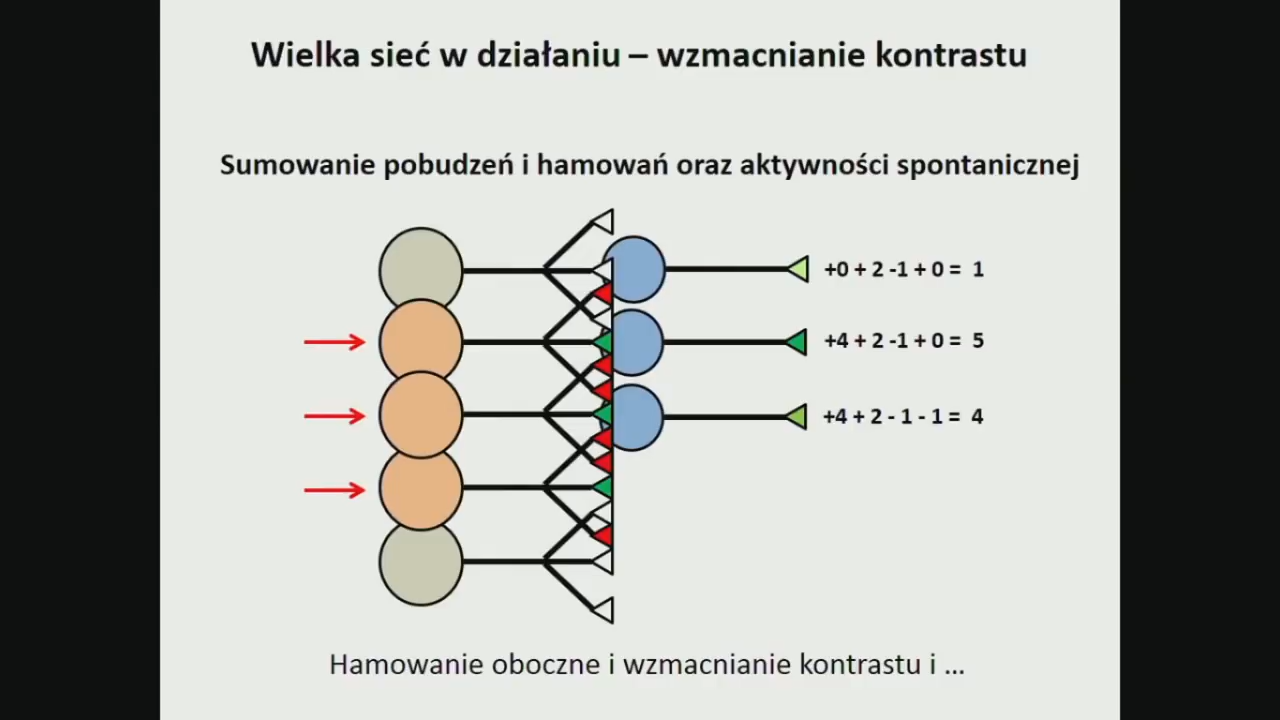 Wielka sieć w działaniu – wzmacnianie kontrastu
Sumowanie pobudzeń i hamowań oraz aktywności spontanicznej
+0 + 2 -1 + 0 = 1
+4 + 2 -1 + 0 = 5
+4 + 2 - 1 - 1 = 4
Hamowanie oboczne i wzmacnianie kontrastu i ...